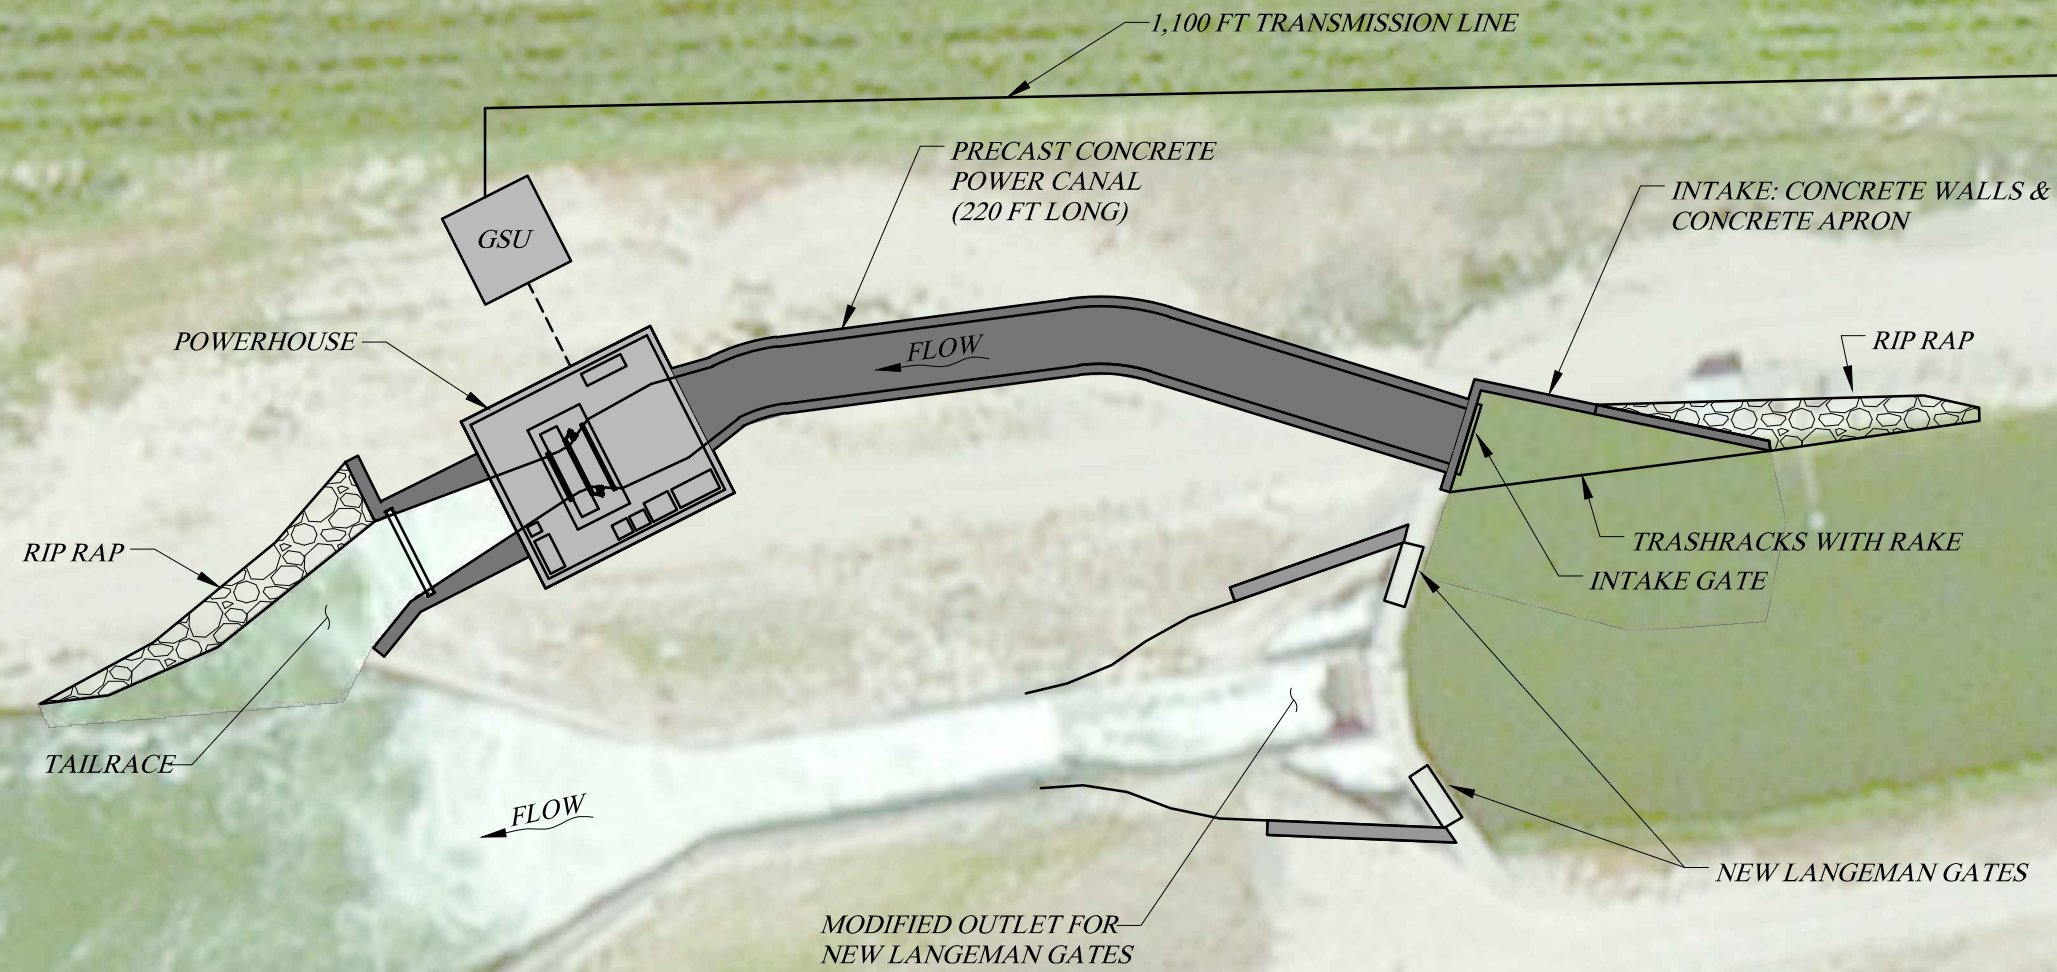 1,100 FT TRANSMISSION LINE
PRECAST CONCRETE
POWER CANAL
(220 FT LONG)
INTAKE: CONCRETE WALLS &
CONCRETE APRON
GSU
POWERHOUSE
FLOW
RIP RAP
RIP RAP
TRASHRACKS WITH RAKE
INTAKE GATE
TAILRACE
FLOW
NEW LANGEMAN GATES
MODIFIED OUTLET FOR
NEW LANGEMAN GATES